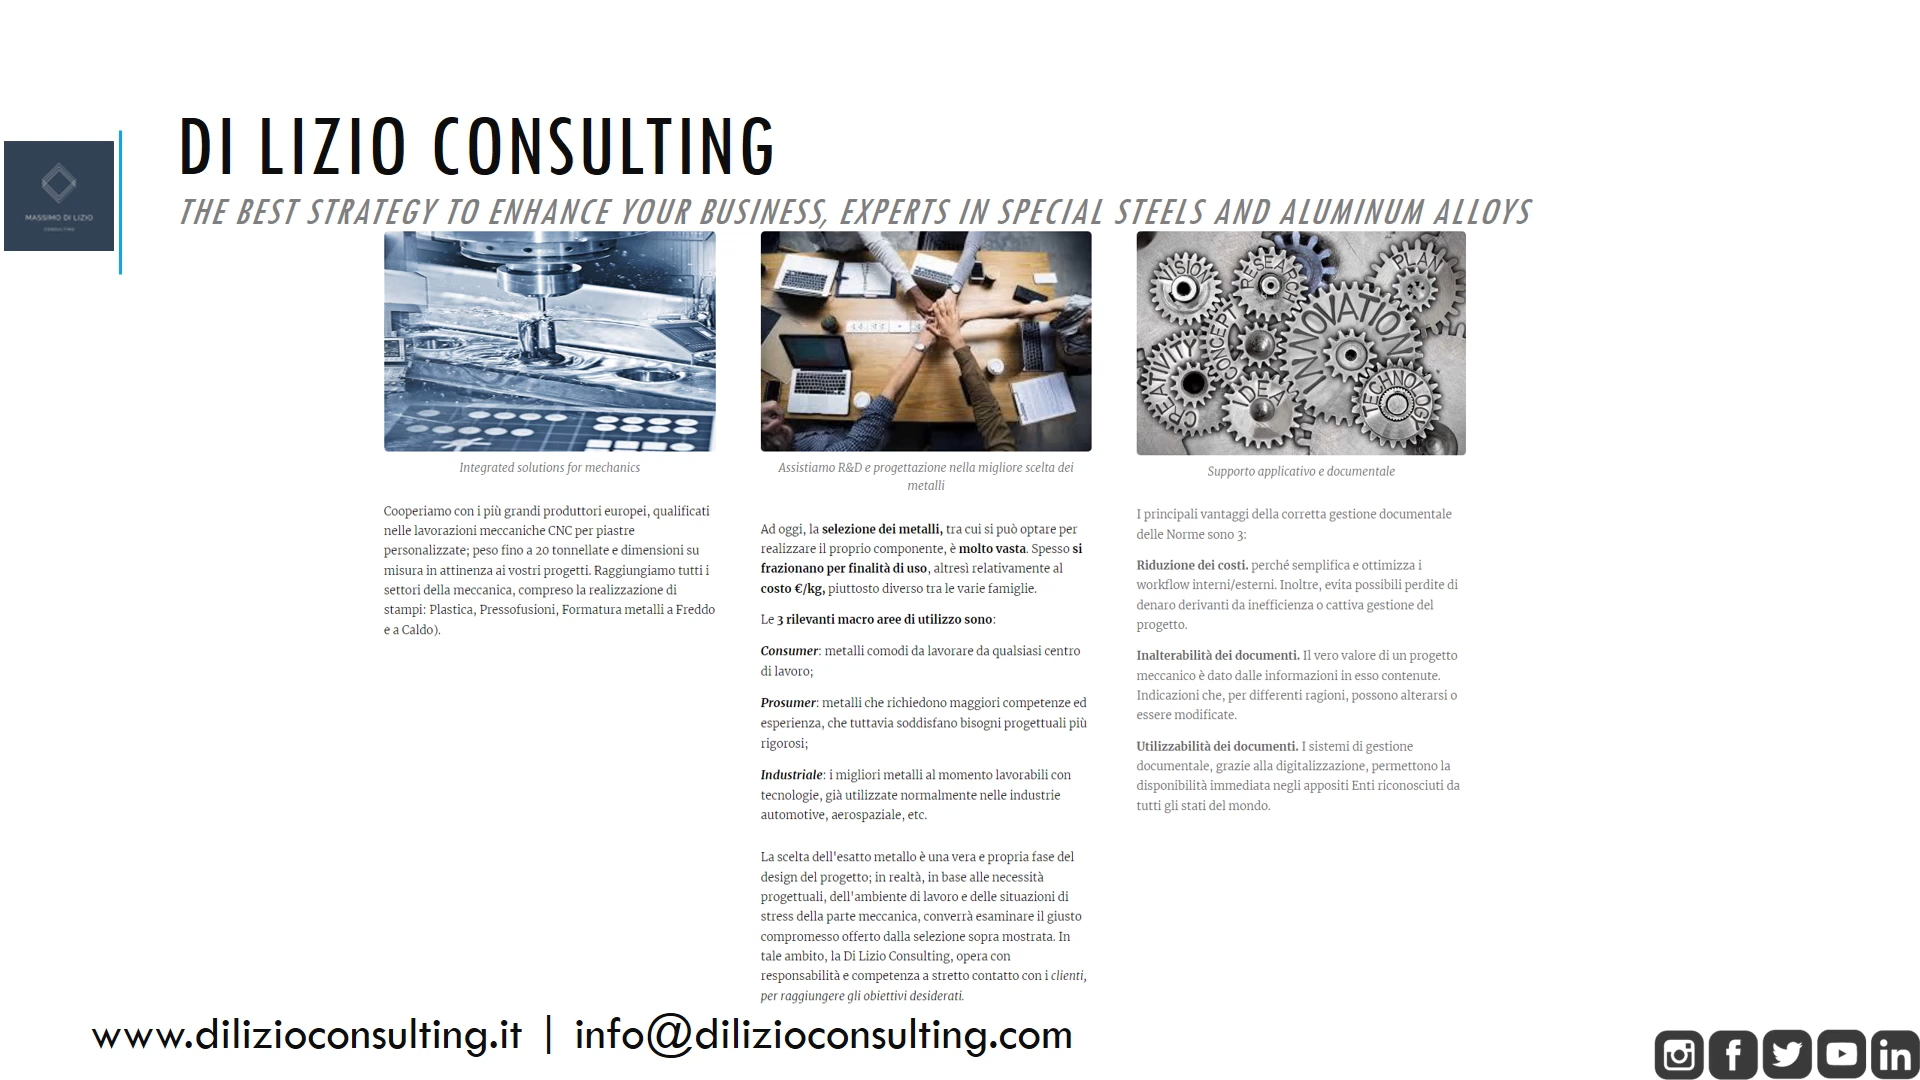 DI LIZIO CONSULTING
THE BEST STRATEGY TO ENHANCE YOUR BUSINESS, EXPERTS IN SPECIAL STEELS AND ALUMINUM ALLOYS
MASSIMO DI LIZIO
CONSULTING
Integrated solutions for mechanics
Cooperiamo con i più grandi produttori europei, qualificati
nelle lavorazioni meccaniche CNC per piastre
personalizzate; peso fino a 20 tonnellate e dimensioni su
misura in attinenza ai vostri progetti. Raggiungiamo tutti i
settori della meccanica, compreso la realizzazione di
stampi: Plastica, Pressofusioni, Formatura metalli a Freddo
e a Caldo).
Assistiamo R&D e progettazione nella migliore scelta dei
metalli
Ad oggi, la selezione dei metalli, tra cui si può optare per
realizzare il proprio componente, è molto vasta. Spesso si
frazionano per finalità di uso, altresì relativamente al
costo €/kg, piuttosto diverso tra le varie famiglie.
Le 3 rilevanti macro aree di utilizzo sono:
Consumer: metalli comodi da lavorare da qualsiasi centro
di lavoro;
Prosumer: metalli che richiedono maggiori competenze ed
esperienza, che tuttavia soddisfano bisogni progettuali più
rigorosi;
Industriale: i migliori metalli al momento lavorabili con
tecnologie, già utilizzate normalmente nelle industrie
automotive, aerospaziale, etc.
La scelta dell'esatto metallo è una vera e propria fase del
design del progetto; in realtà, in base alle necessità
progettuali, dell'ambiente di lavoro e delle situazioni di
stress della parte meccanica, converrà esaminare il giusto
compromesso offerto dalla selezione sopra mostrata. In
tale ambito, la Di Lizio Consulting, opera con
responsabilità e competenza a stretto contatto con i clienti,
per raggiungere gli obiettivi desiderati.
VISION
RESEARCH
PLAN
INNOVATION
CONCEPT
CREATIVITY
IDEA
TECHNOLOGY
Supporto applicativo e documentale
I principali vantaggi della corretta gestione documentale
delle Norme sono 3:
Riduzione dei costi. perché semplifica e ottimizza i
workflow interni/esterni. Inoltre, evita possibili perdite di
denaro derivanti da inefficienza o cattiva gestione del
progetto.
Inalterabilità dei documenti. Il vero valore di un progetto
meccanico è dato dalle informazioni in esso contenute.
Indicazioni che, per differenti ragioni, possono alterarsi o
essere modificate.
Utilizzabilità dei documenti. I sistemi di gestione
documentale, grazie alla digitalizzazione, permettono la
disponibilità immediata negli appositi Enti riconosciuti da
tutti gli stati del mondo.
www.dilizioconsulting.it | info@dilizioconsulting.com